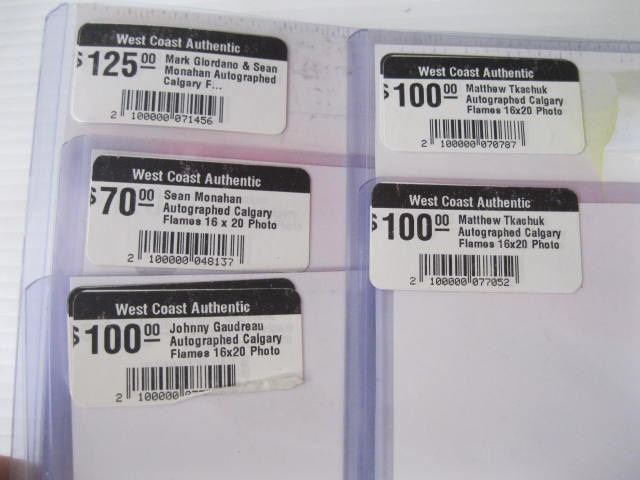 West Coast Authentic
$125.00 Mark Giordano & Sean
Monahan Autographed
Calgary F...
2 100000 071456
West Coast Authentic
$100.00 Matthew Tkachuk
Autographed Calgary
Flames 16x20 Photo
2 100000 070787
West Coast Authentic
$70.00 Sean Monahan
Autographed Calgary
Flames 16 x 20 Photo
2 100000 048137
West Coast Authentic
$100.00 Matthew Tkachuk
Autographed Calgary
Flames 16x20 Photo
2 100000 077052
West Coast Authentic
$100.00 Johnny Gaudreau
Autographed Calgary
Flames 16x20 Photo
2 100000